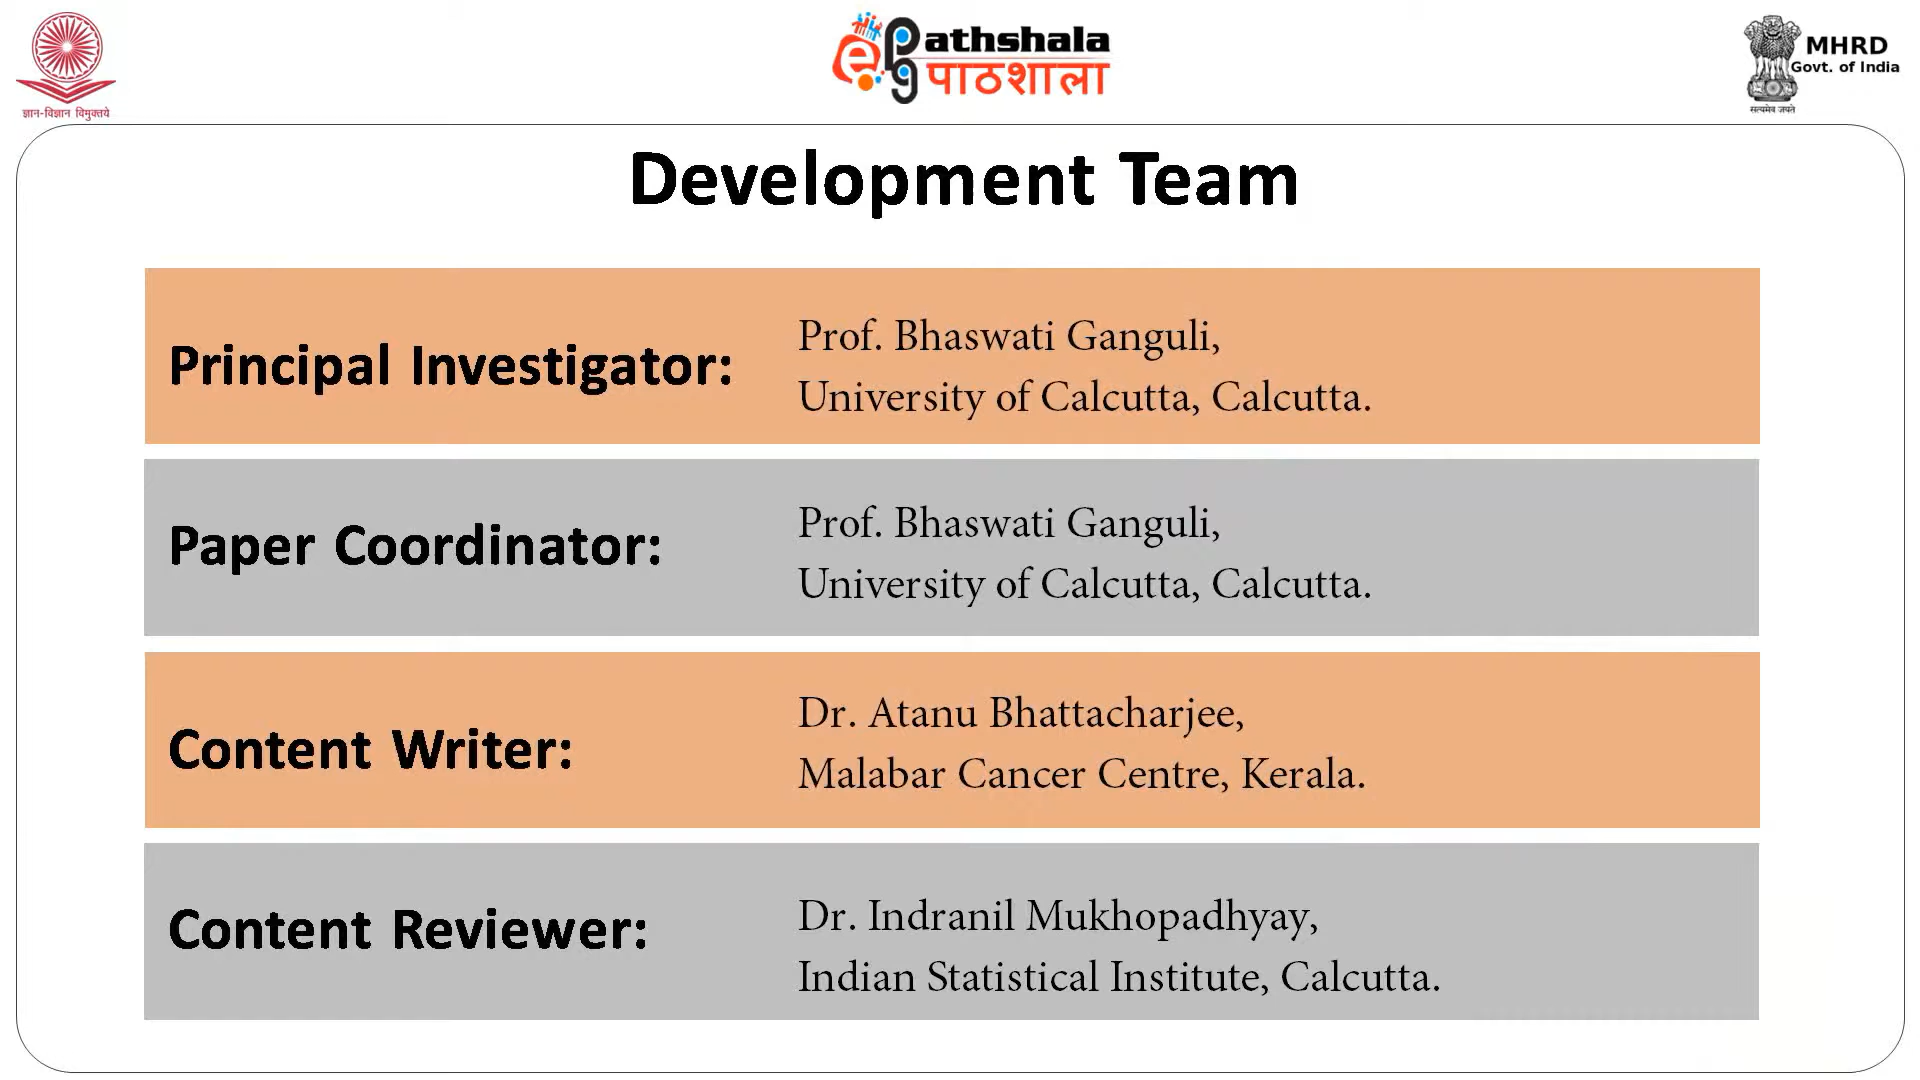 ज्ञान-विज्ञान विमुक्तये
ePathshala
पाठशाला
MHRD
Govt. of India
सत्यमेव जयते
Development Team
Principal Investigator:
Prof. Bhaswati Ganguli,
University of Calcutta, Calcutta.
Paper Coordinator:
Prof. Bhaswati Ganguli,
University of Calcutta, Calcutta.
Content Writer:
Dr. Atanu Bhattacharjee,
Malabar Cancer Centre, Kerala.
Content Reviewer:
Dr. Indranil Mukhopadhyay,
Indian Statistical Institute, Calcutta.